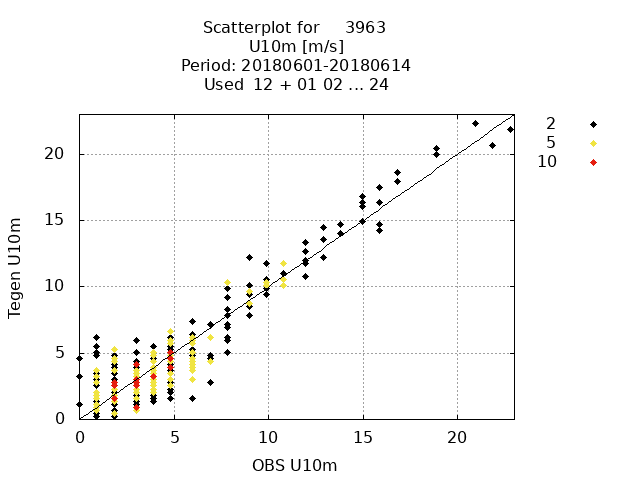 Scatterplot for 3963
U10m [m/s]
Period: 20180601-20180614
Used 12 + 01 02 ... 24
2
5
10
Tegen U10m
20
15
10
5
0
0 5 10 15 20
OBS U10m